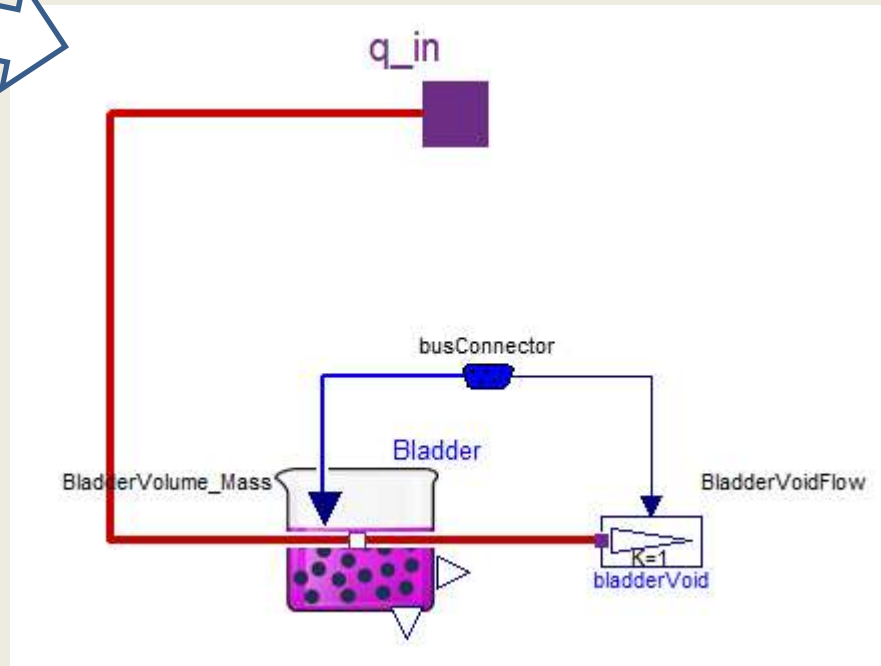 q_in
busConnector
Bladder
BladderVolume_Mass
BladderVoidFlow
K=1
bladderVoid